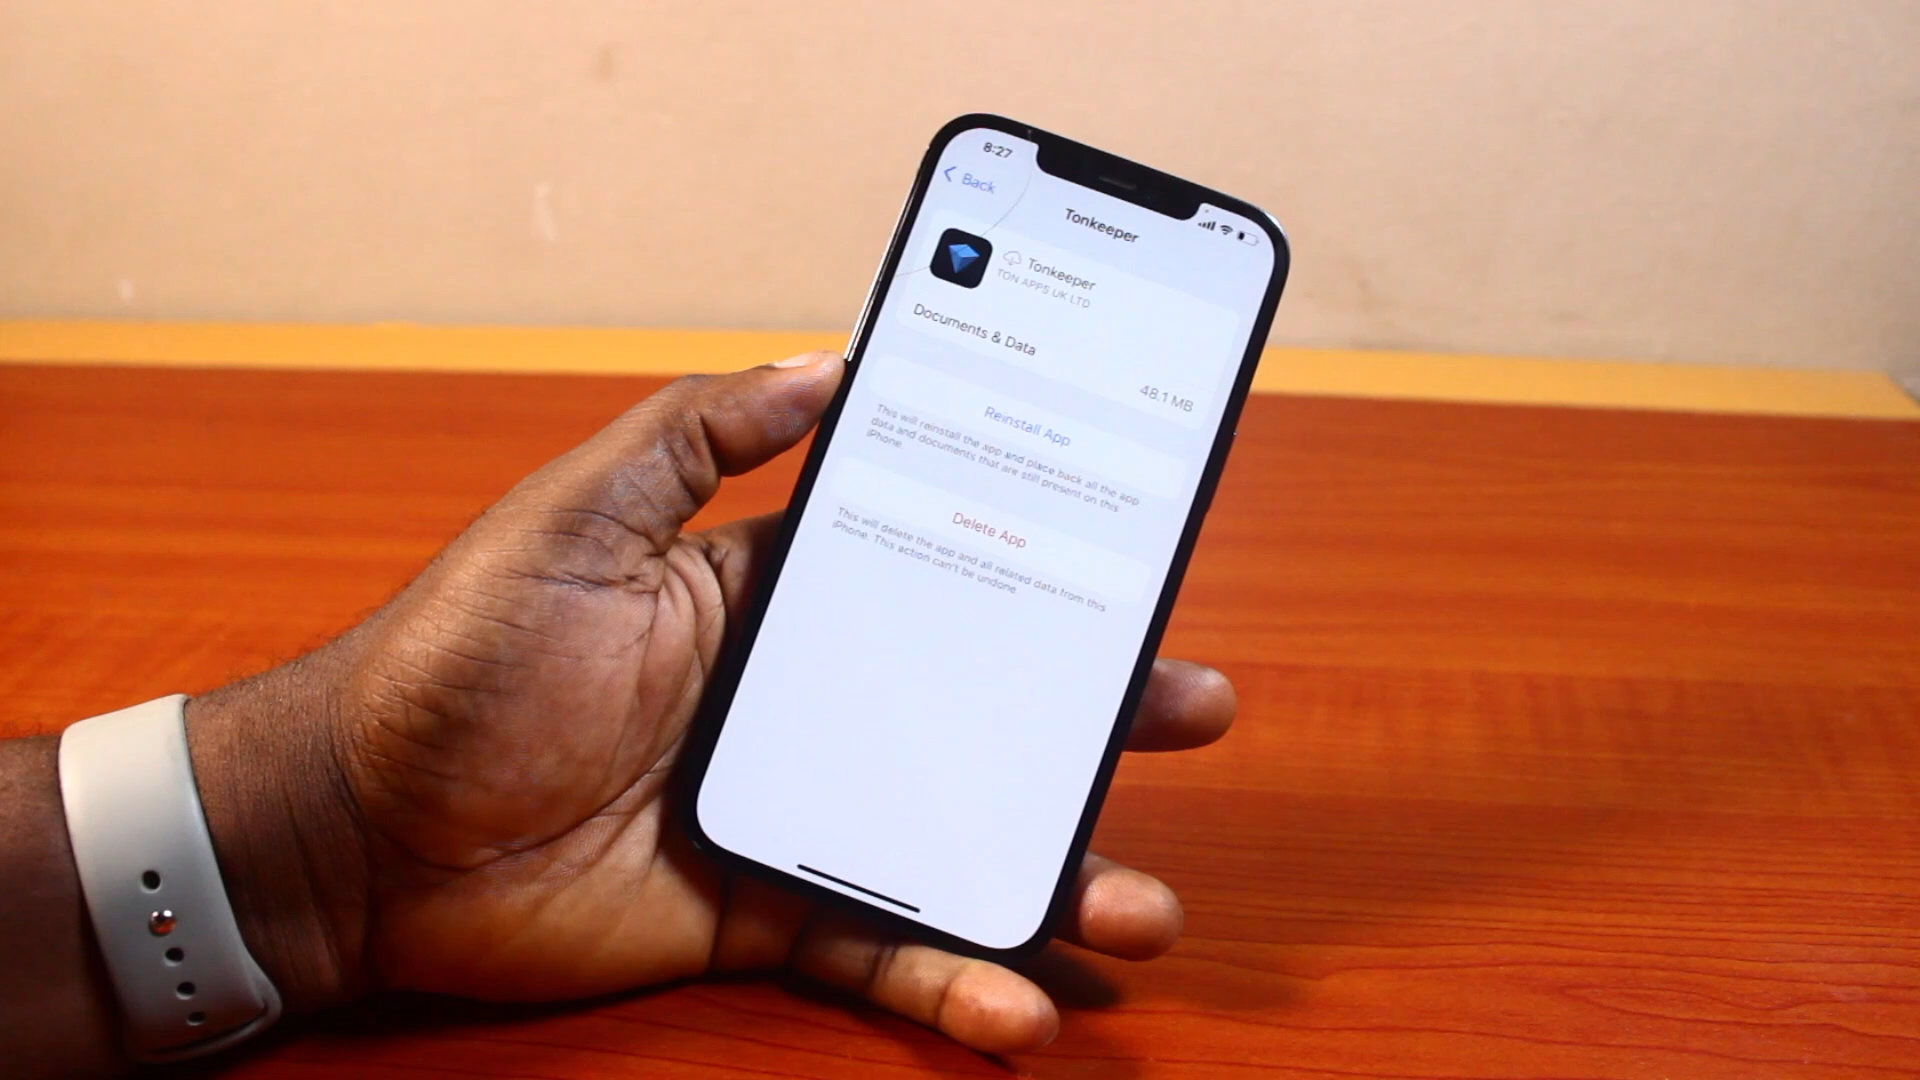 8:27
Back
Tonkeeper
Tonkeeper
TON APPS UK LTD
Documents & Data
48.1 MB
Reinstall App
This will reinstall the app and place back all the app
data and documents that are still present on this
iPhone.
Delete App
This will delete the app and all related data from this
iPhone. This action can't be undone.